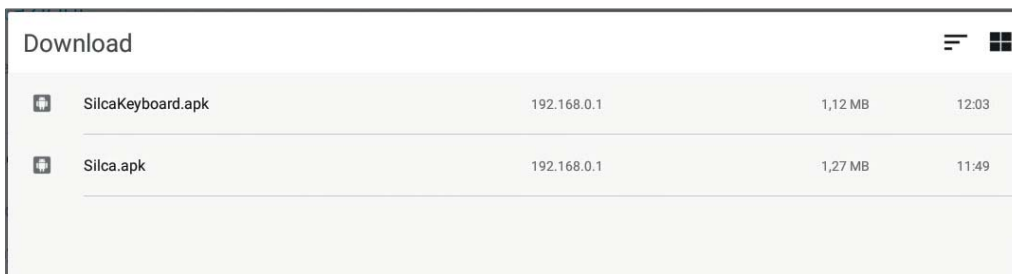 Download
SilcaKeyboard.apk 192.168.0.1 1,12 MB 12:03
Silca.apk 192.168.0.1 1,27 MB 11:49